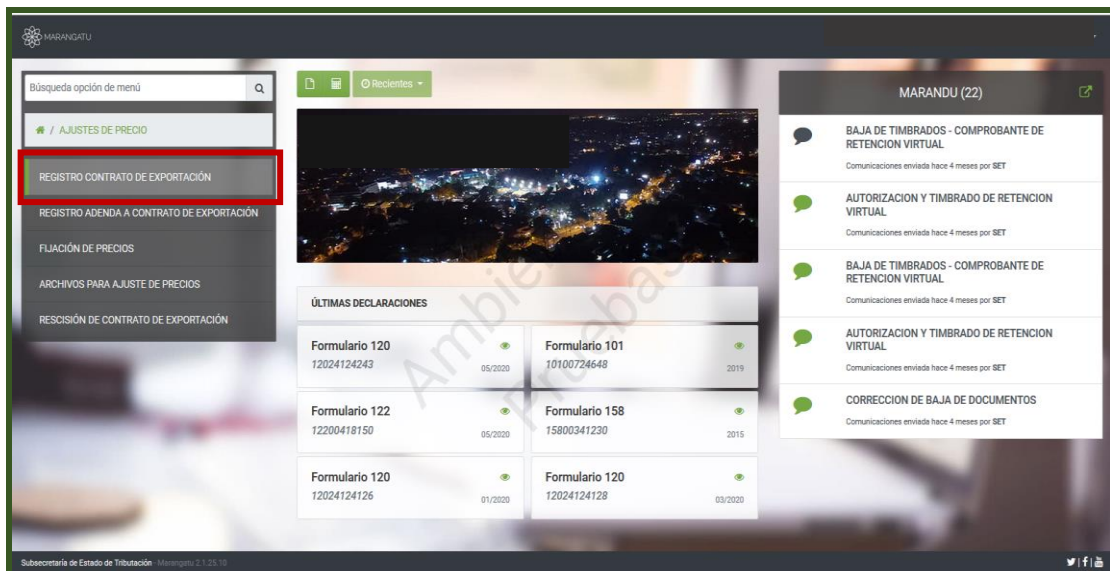 MARANGATU
Búsqueda opción de menú
/ AJUSTES DE PRECIO
REGISTRO CONTRATO DE EXPORTACIÓN
REGISTRO ADENDA A CONTRATO DE EXPORTACIÓN
FIJACIÓN DE PRECIOS
ARCHIVOS PARA AJUSTE DE PRECIOS
RESCISIÓN DE CONTRATO DE EXPORTACIÓN
Recientes
ÚLTIMAS DECLARACIONES
Formulario 120
12024124243
05/2020
Formulario 101
10100724648
2019
Formulario 122
12200418150
05/2020
Formulario 158
15800341230
2015
Formulario 120
12024124126
01/2020
Formulario 120
12024124128
03/2020
Ambie
Pruebas
MARANDU (22)
BAJA DE TIMBRADOS - COMPROBANTE DE
RETENCION VIRTUAL
Comunicaciones enviada hace 4 meses por SET
AUTORIZACION Y TIMBRADO DE RETENCION
VIRTUAL
Comunicaciones enviada hace 4 meses por SET
BAJA DE TIMBRADOS - COMPROBANTE DE
RETENCION VIRTUAL
Comunicaciones enviada hace 4 meses por SET
AUTORIZACION Y TIMBRADO DE RETENCION
VIRTUAL
Comunicaciones enviada hace 4 meses por SET
CORRECCION DE BAJA DE DOCUMENTOS
Comunicaciones enviada hace 4 meses por SET
Subsecretaría de Estado de Tributación - Marangatu 2.1.25.10